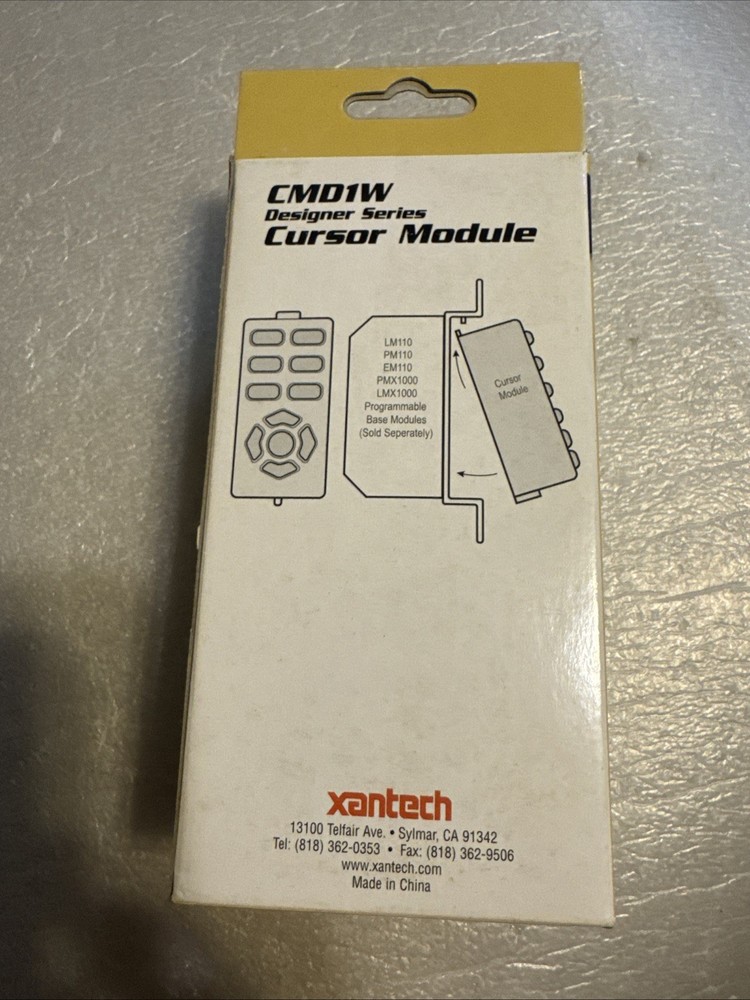 CMD1W
Designer Series
Cursor Module
LM110
PM110
EM110
PMX1000
LMX1000
Programmable
Base Modules
(Sold Seperately)
Cursor
Module
xantech
13100 Telfair Ave. • Sylmar, CA 91342
Tel: (818) 362-0353 • Fax: (818) 362-9506
www.xantech.com
Made in China